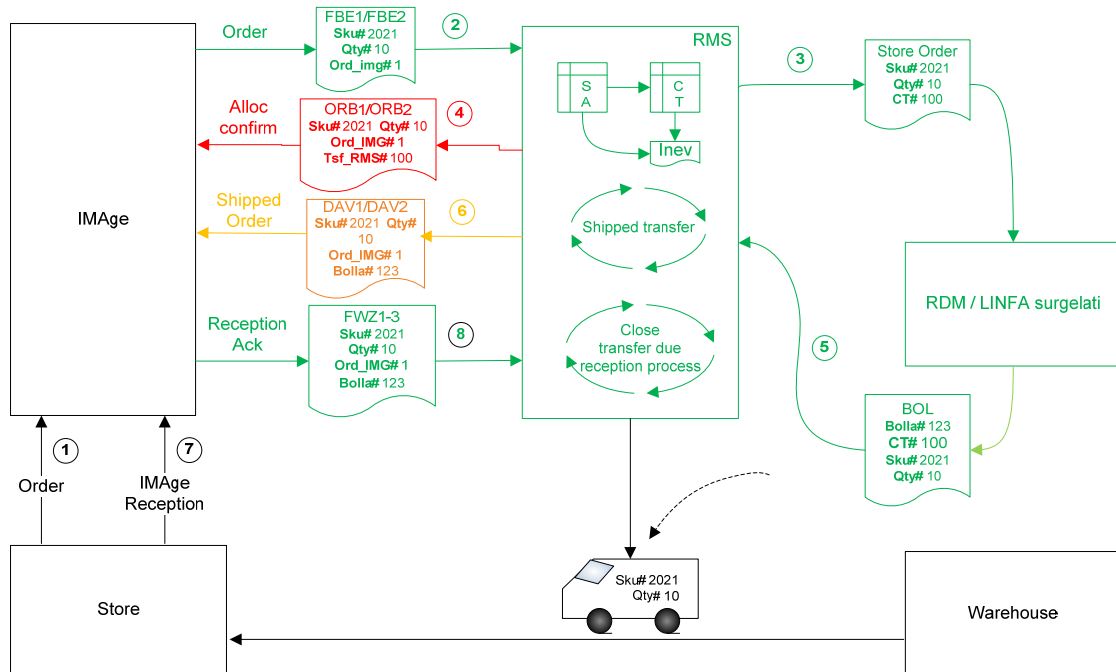 FBE1/FBE2
Sku# 2021
Qty# 10
Ord_img# 1
Order
2
RMS
S
A
C
T
Inev
3
Store Order
Sku# 2021
Qty# 10
CT# 100
Alloc
confirm
ORB1/ORB2
Sku# 2021 Qty# 10
Ord_IMG# 1
Tsf_RMS# 100
4
IMAge
Shipped
Order
DAV1/DAV2
Sku# 2021 Qty#
10
Ord_IMG# 1
Bolla# 123
6
Shipped transfer
RDM / LINFA surgelati
Reception
Ack
FWZ1-3
Sku# 2021
Qty# 10
Ord_IMG# 1
Bolla# 123
8
Close
transfer due
reception process
5
BOL
Bolla# 123
CT# 100
Sku# 2021
Qty# 10
1
Order
7
IMAge
Reception
Sku# 2021
Qty# 10
Store
Warehouse